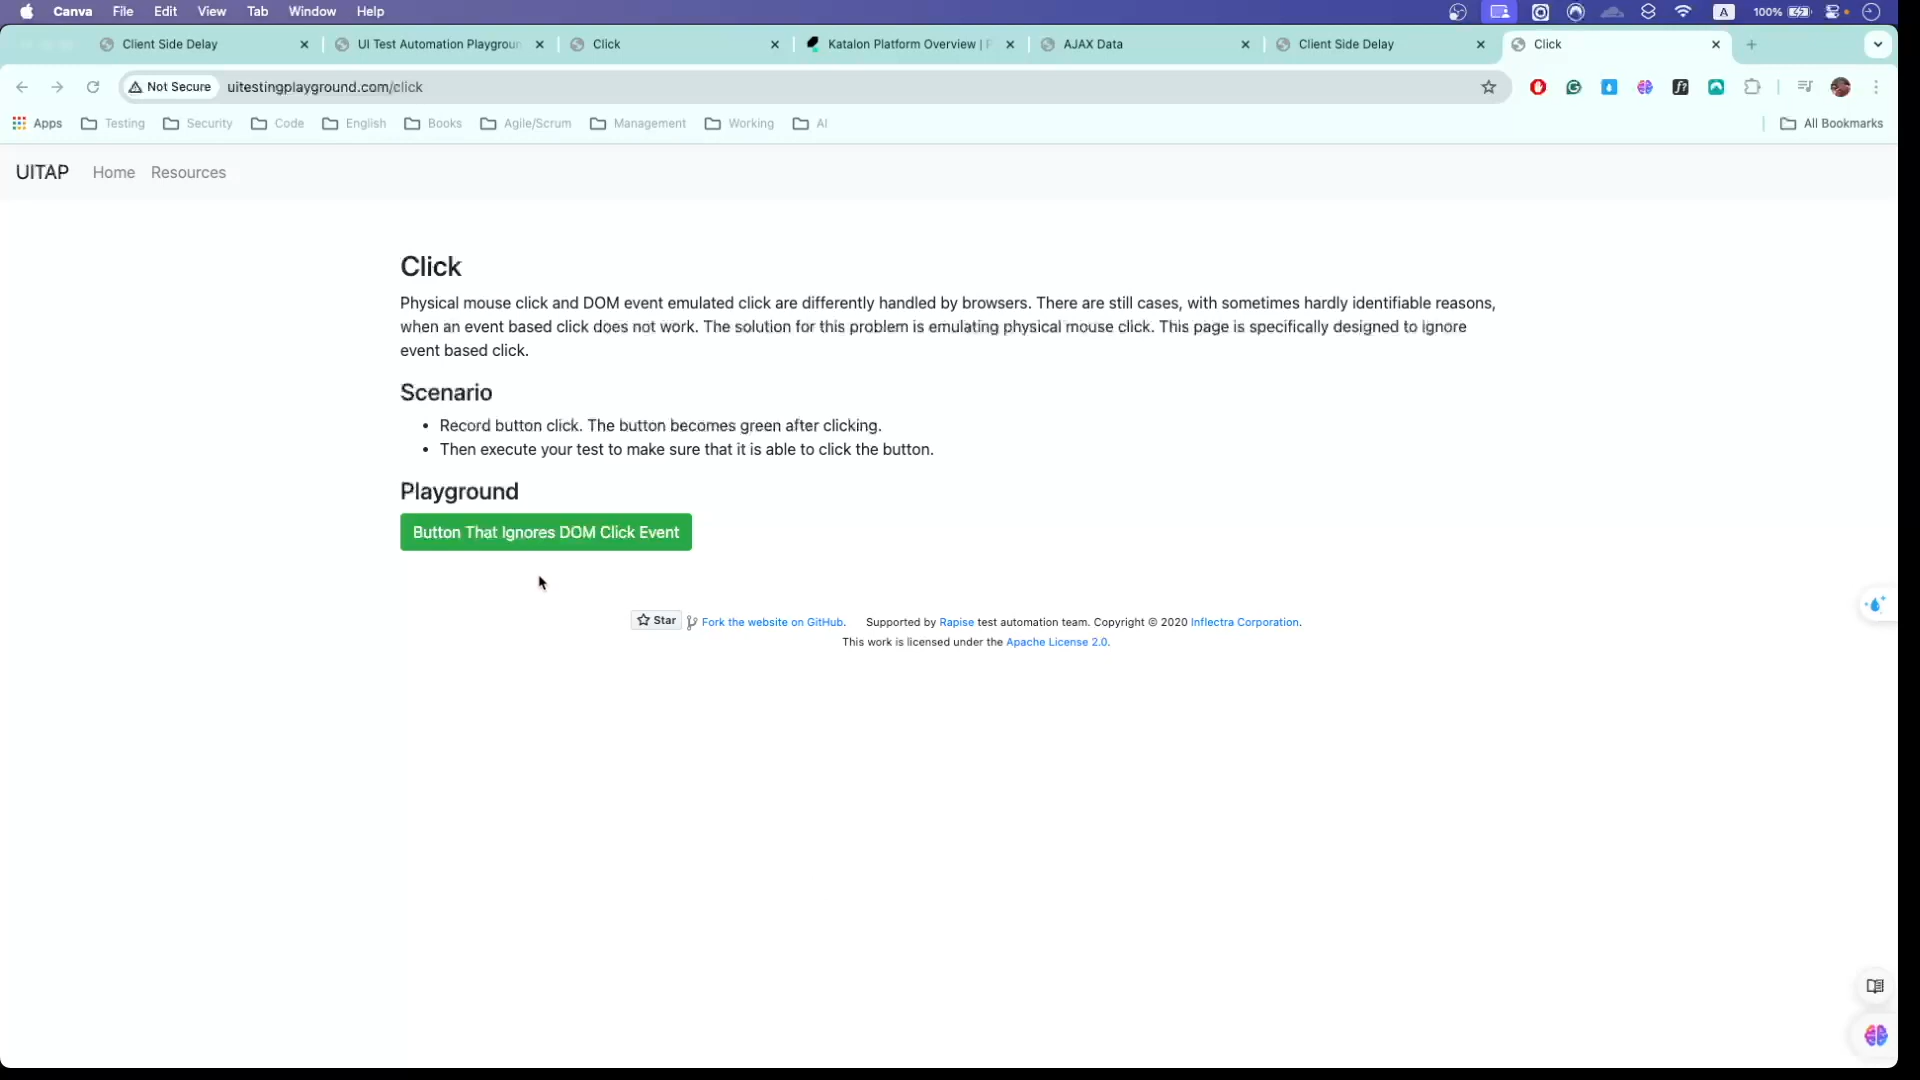 Canva File Edit View Tab Window Help A 100%
Client Side Delay UI Test Automation Playgroun Click Katalon Platform Overview | AJAX Data Client Side Delay Click
Not Secure uitestingplayground.com/click
Apps Testing Security Code English Books Agile/Scrum Management Working AI All Bookmarks
UITAP Home Resources
Click
Physical mouse click and DOM event emulated click are differently handled by browsers. There are still cases, with sometimes hardly identifiable reasons,
when an event based click does not work. The solution for this problem is emulating physical mouse click. This page is specifically designed to ignore
event based click.
Scenario
• Record button click. The button becomes green after clicking.
• Then execute your test to make sure that it is able to click the button.
Playground
Button That Ignores DOM Click Event
Star Fork the website on GitHub. Supported by Rapise test automation team. Copyright © 2020 Inflectra Corporation.
This work is licensed under the Apache License 2.0.